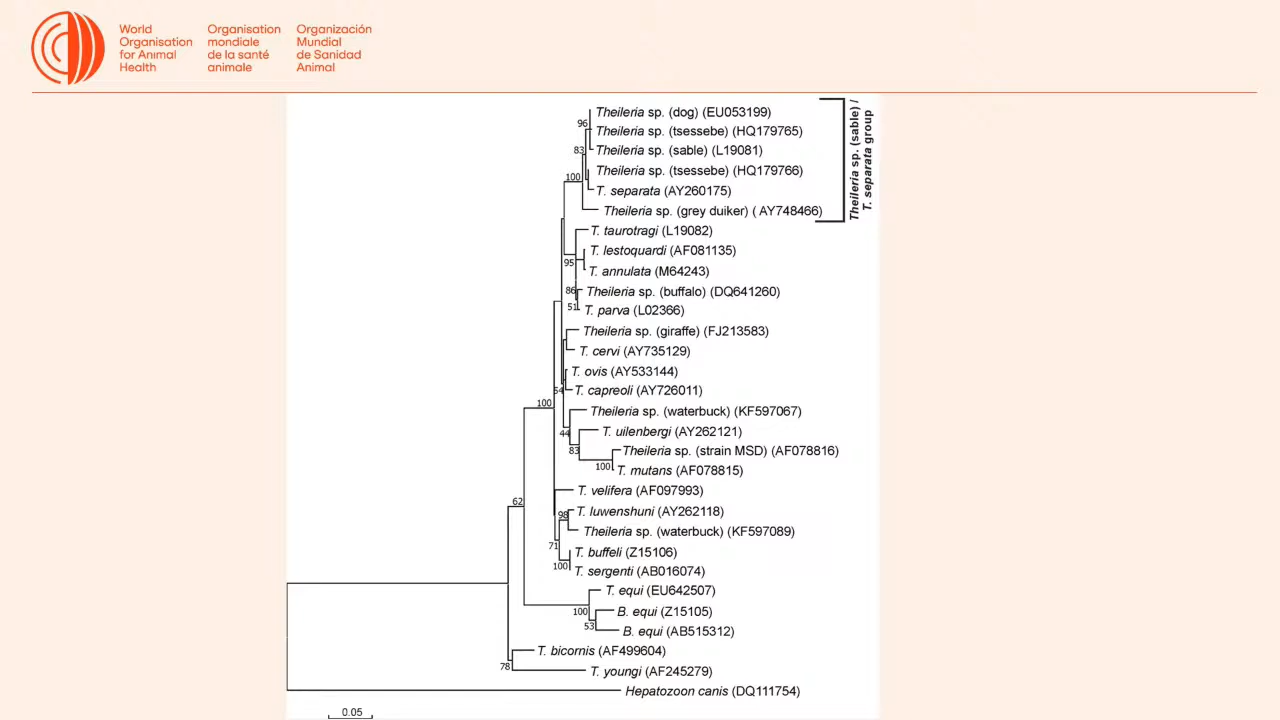 World
Organisation
for Animal
Health
Organisation
mondiale
de la santé
animale
Organización
Mundial
de Sanidad
Animal
Theileria sp. (dog) (EU053199)
96
Theileria sp. (tsessebe) (HQ179765)
83
Theileria sp. (sable) (L19081)
Theileria sp. (tsessebe) (HQ179766)
100
T. separata (AY260175)
Theileria sp. (grey duiker) ( AY748466)
Theileria sp. (sable) /
T. separata group
T. taurotragi (L19082)
T. lestoquardi (AF081135)
95
T. annulata (M64243)
86
Theileria sp. (buffalo) (DQ641260)
51
T. parva (L02366)
Theileria sp. (giraffe) (FJ213583)
T. cervi (AY735129)
T. ovis (AY533144)
54
T. capreoli (AY726011)
100
Theileria sp. (waterbuck) (KF597067)
44
T. uilenbergi (AY262121)
83
Theileria sp. (strain MSD) (AF078816)
100
T. mutans (AF078815)
T. velifera (AF097993)
62
98
T. luwenshuni (AY262118)
Theileria sp. (waterbuck) (KF597089)
71
T. buffeli (Z15106)
100
T. sergenti (AB016074)
T. equi (EU642507)
100
B. equi (Z15105)
53
B. equi (AB515312)
T. bicornis (AF499604)
78
T. youngi (AF245279)
Hepatozoon canis (DQ111754)
0.05